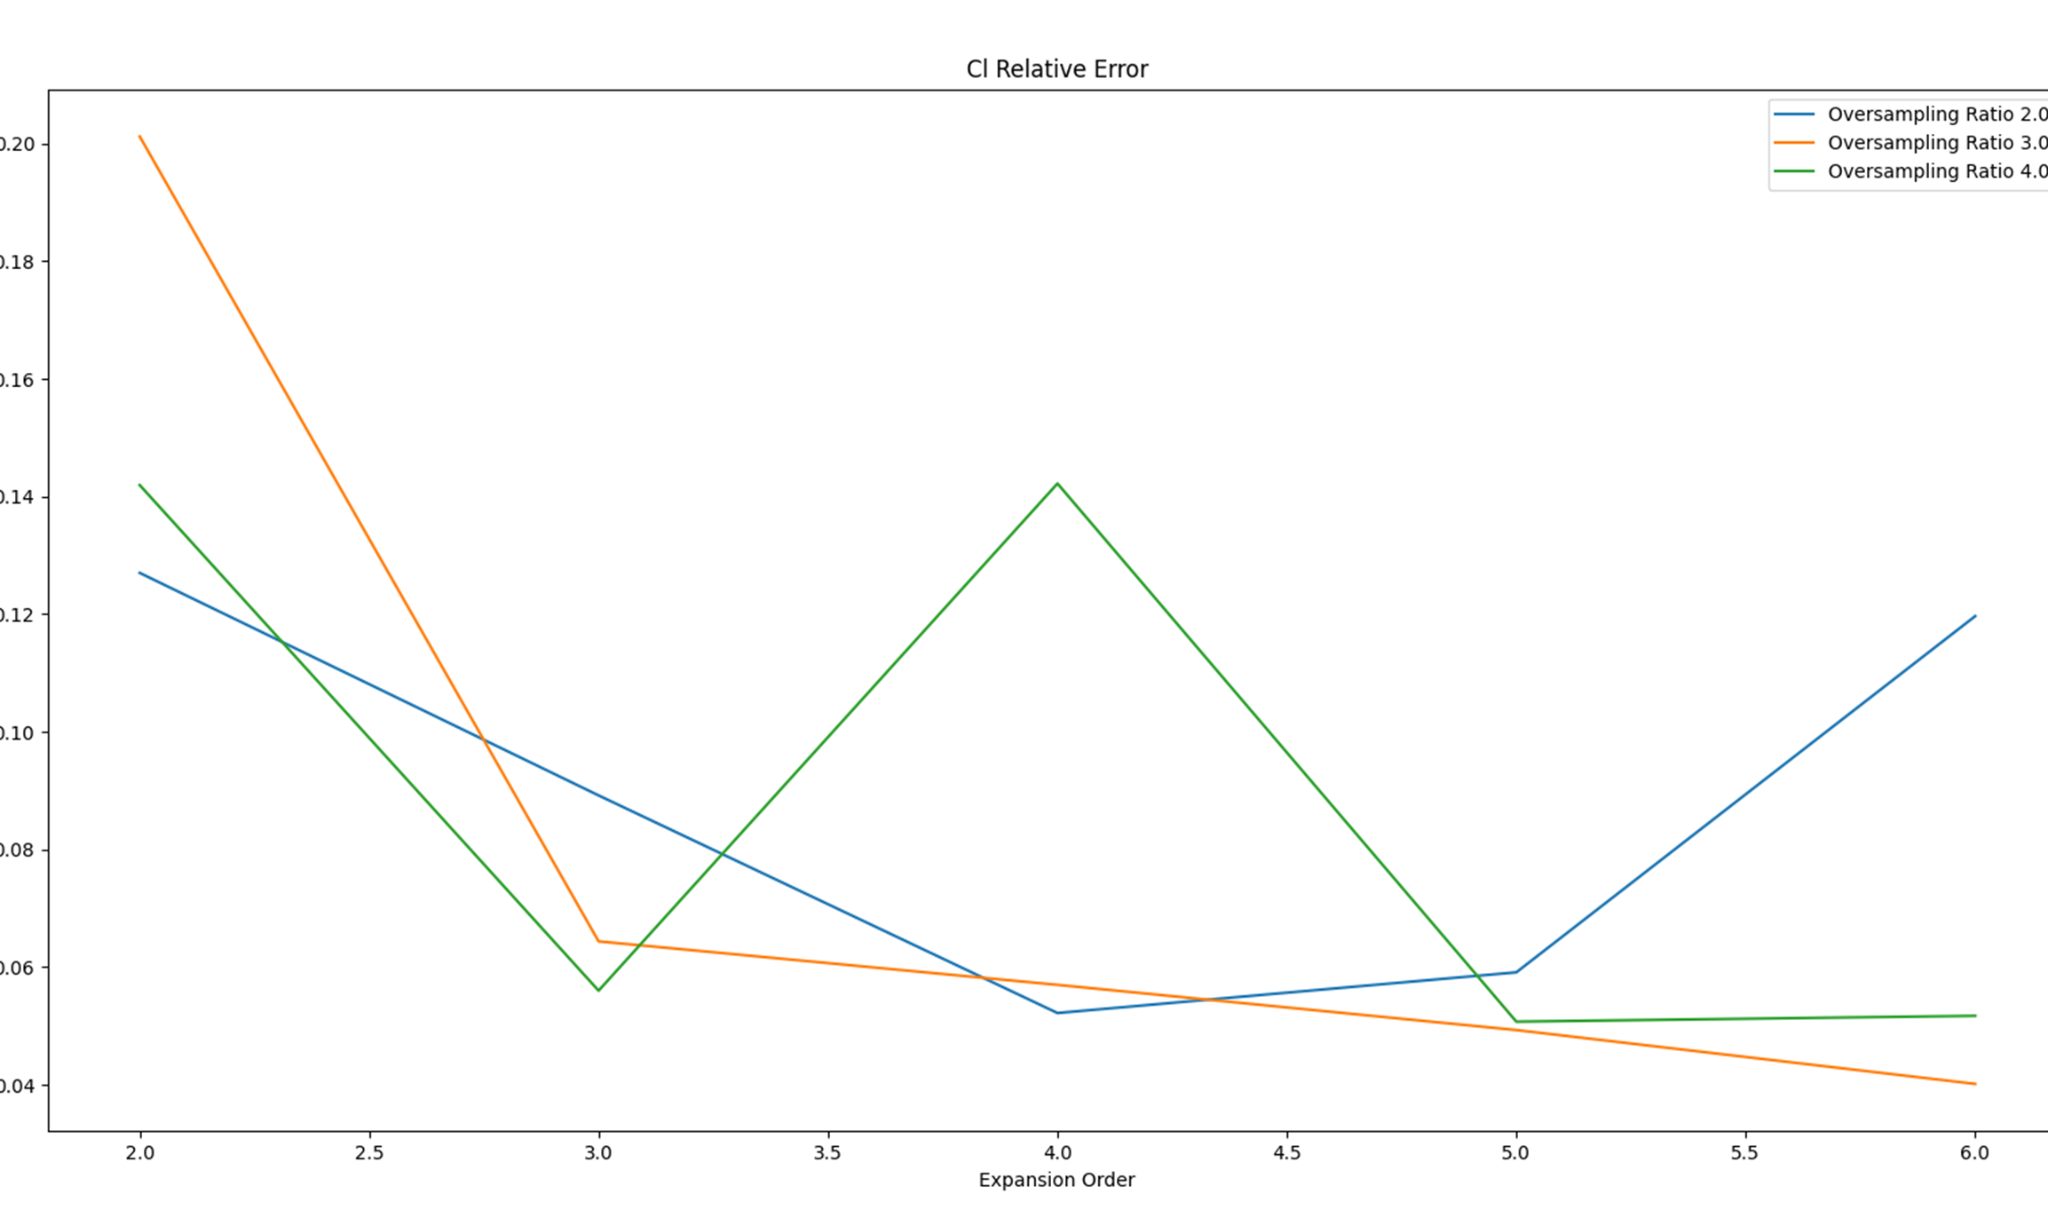 Cl Relative Error
Oversampling Ratio 2.0
Oversampling Ratio 3.0
Oversampling Ratio 4.0
0.20
0.18
0.16
0.14
0.12
0.10
0.08
0.06
0.04
2.0 2.5 3.0 3.5 4.0 4.5 5.0 5.5 6.0
Expansion Order